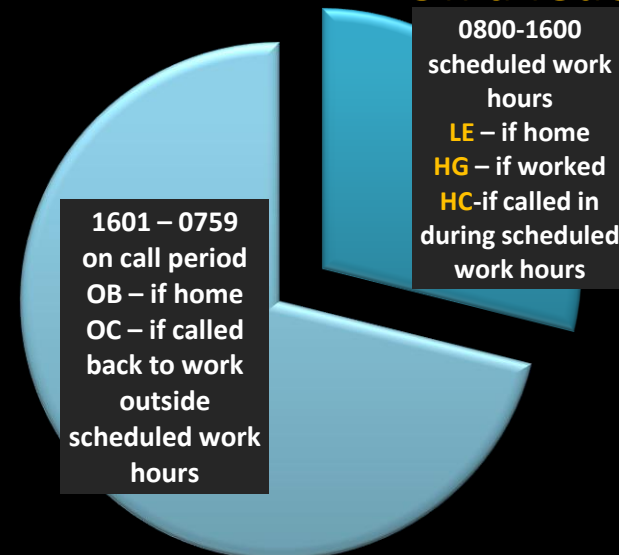 0800-1600
scheduled work
hours
LE – if home
HG – if worked
HC-if called in
during scheduled
work hours
1601 – 0759
on call period
OB – if home
OC – if called
back to work
outside
scheduled work
hours